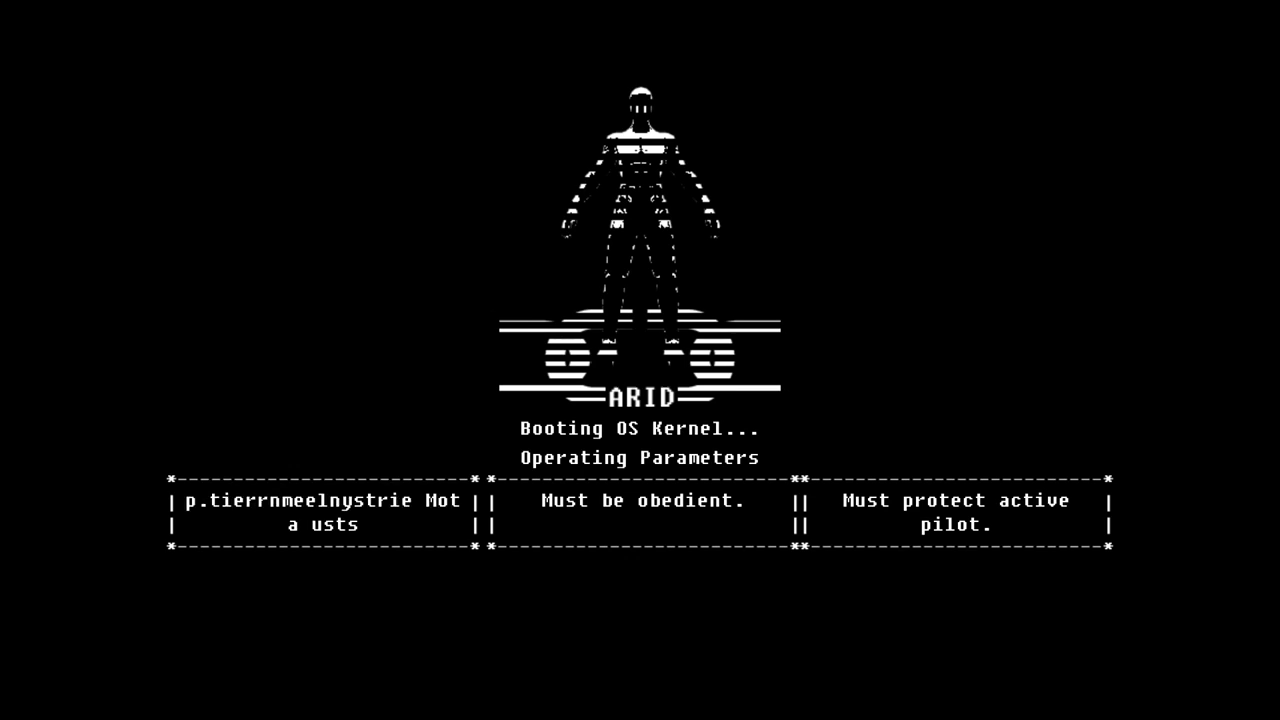 ARID
Booting OS Kernel...
Operating Parameters
p.tierrnmeelnystrie Mot
a usts
Must be obedient.
Must protect active
pilot.